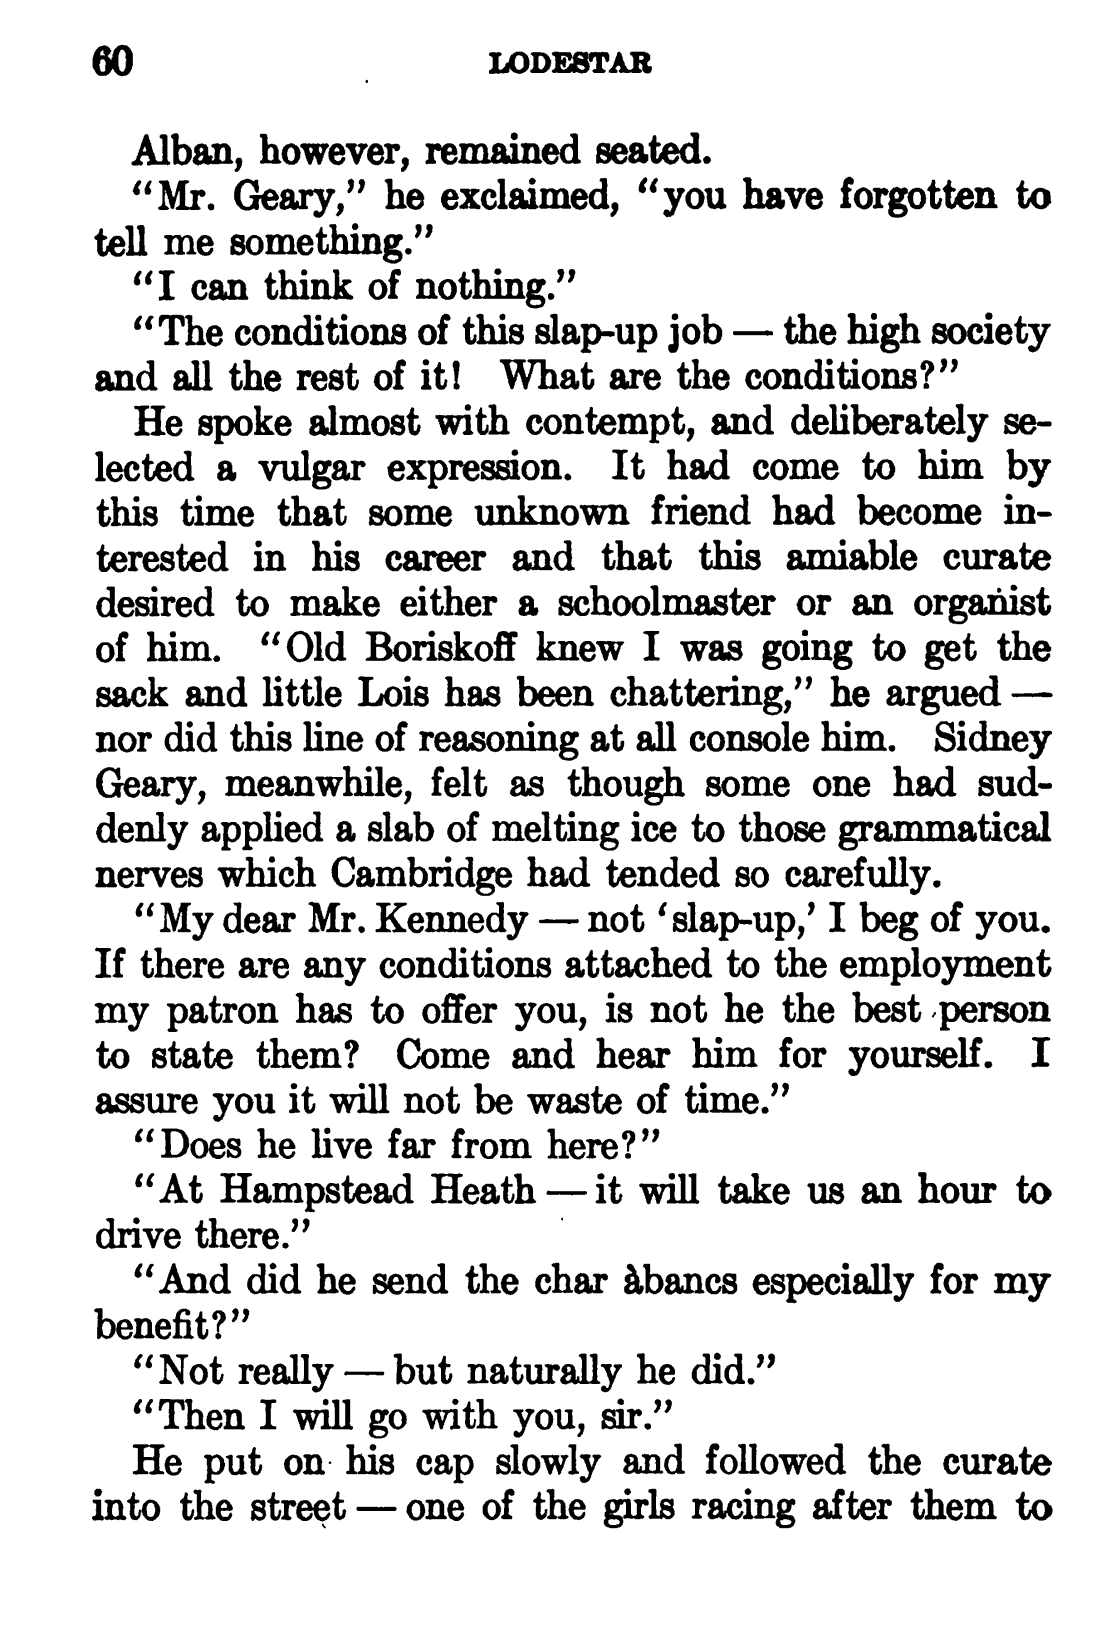 60 LODESTAR
Alban, however, remained seated.
“Mr. Geary,” he exclaimed, “you have forgotten to
tell me something.”
“I can think of nothing.”
“The conditions of this slap-up job — the high society
and all the rest of it! What are the conditions?”
He spoke almost with contempt, and deliberately se-
lected a vulgar expression. It had come to him by
this time that some unknown friend had become in-
terested in his career and that this amiable curate
desired to make either a schoolmaster or an organist
of him. “Old Boriskoff knew I was going to get the
sack and little Lois has been chattering,” he argued —
nor did this line of reasoning at all console him. Sidney
Geary, meanwhile, felt as though some one had sud-
denly applied a slab of melting ice to those grammatical
nerves which Cambridge had tended so carefully.
“My dear Mr. Kennedy — not ‘slap-up,’ I beg of you.
If there are any conditions attached to the employment
my patron has to offer you, is not he the best person
to state them? Come and hear him for yourself. I
assure you it will not be waste of time.”
“Does he live far from here?”
“At Hampstead Heath — it will take us an hour to
drive there.”
“And did he send the char àbancs especially for my
benefit?”
“Not really — but naturally he did.”
“Then I will go with you, sir.”
He put on his cap slowly and followed the curate
into the street — one of the girls racing after them to